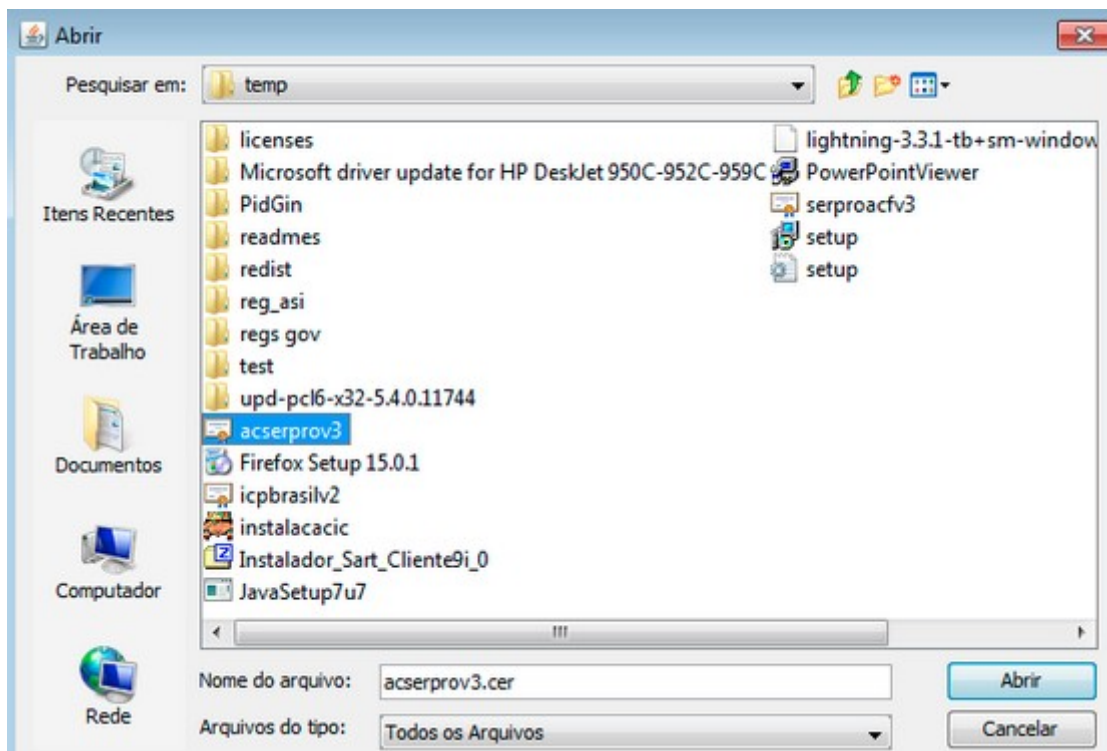 Abrir
Pesquisar em:
temp
Itens Recentes
Área de
Trabalho
Documentos
Computador
Rede
licenses
Microsoft driver update for HP DeskJet 950C-952C-959C
PidGin
readmes
redist
reg_asi
regs gov
test
upd-pcl6-x32-5.4.0.11744
acserprov3
Firefox Setup 15.0.1
icpbrasilv2
instalacacic
Instalador_Sart_Cliente9i_0
JavaSetup7u7
lightning-3.3.1-tb+sm-window
PowerPointViewer
serproacfv3
setup
setup
Nome do arquivo:
acserprov3.cer
Abrir
Arquivos do tipo:
Todos os Arquivos
Cancelar